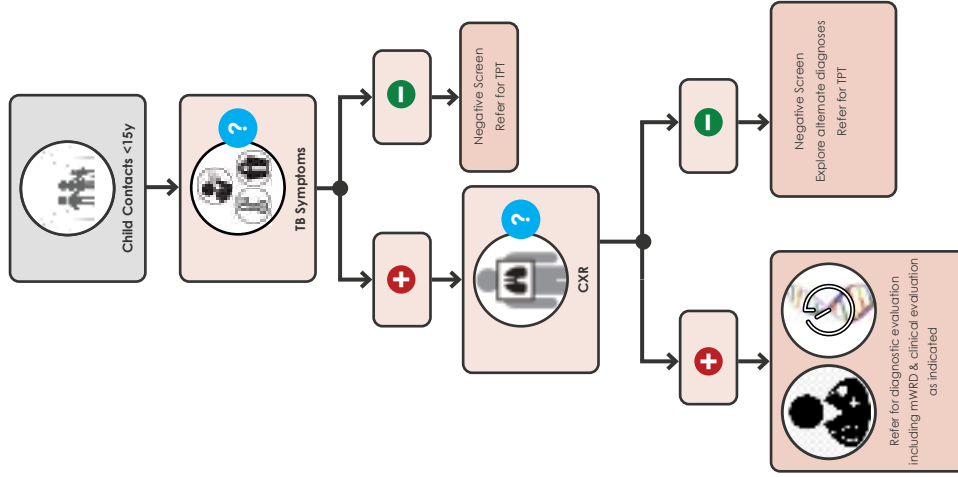 Child Contacts <15y
?
TB Symptoms
Negative Screen
Refer for TPT
?
CXR
Refer for diagnostic evaluation
including mWRD & clinical evaluation
as indicated
Negative Screen
Explore alternate diagnoses
Refer for TPT